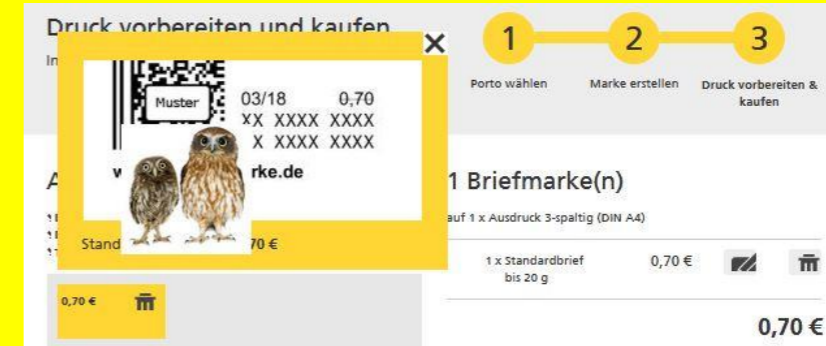 Druck vorbereiten und kaufen
In
1
2
3
Porto wählen
Marke erstellen
Druck vorbereiten &
kaufen
Muster
03/18 0,70
XX XXXX XXXX
X XXXX XXXX
rke.de
Stand
70 €
0,70 €
1 Briefmarke(n)
auf 1 x Ausdruck 3-spaltig (DIN A4)
1 x Standardbrief
bis 20 g
0,70 €
0,70 €